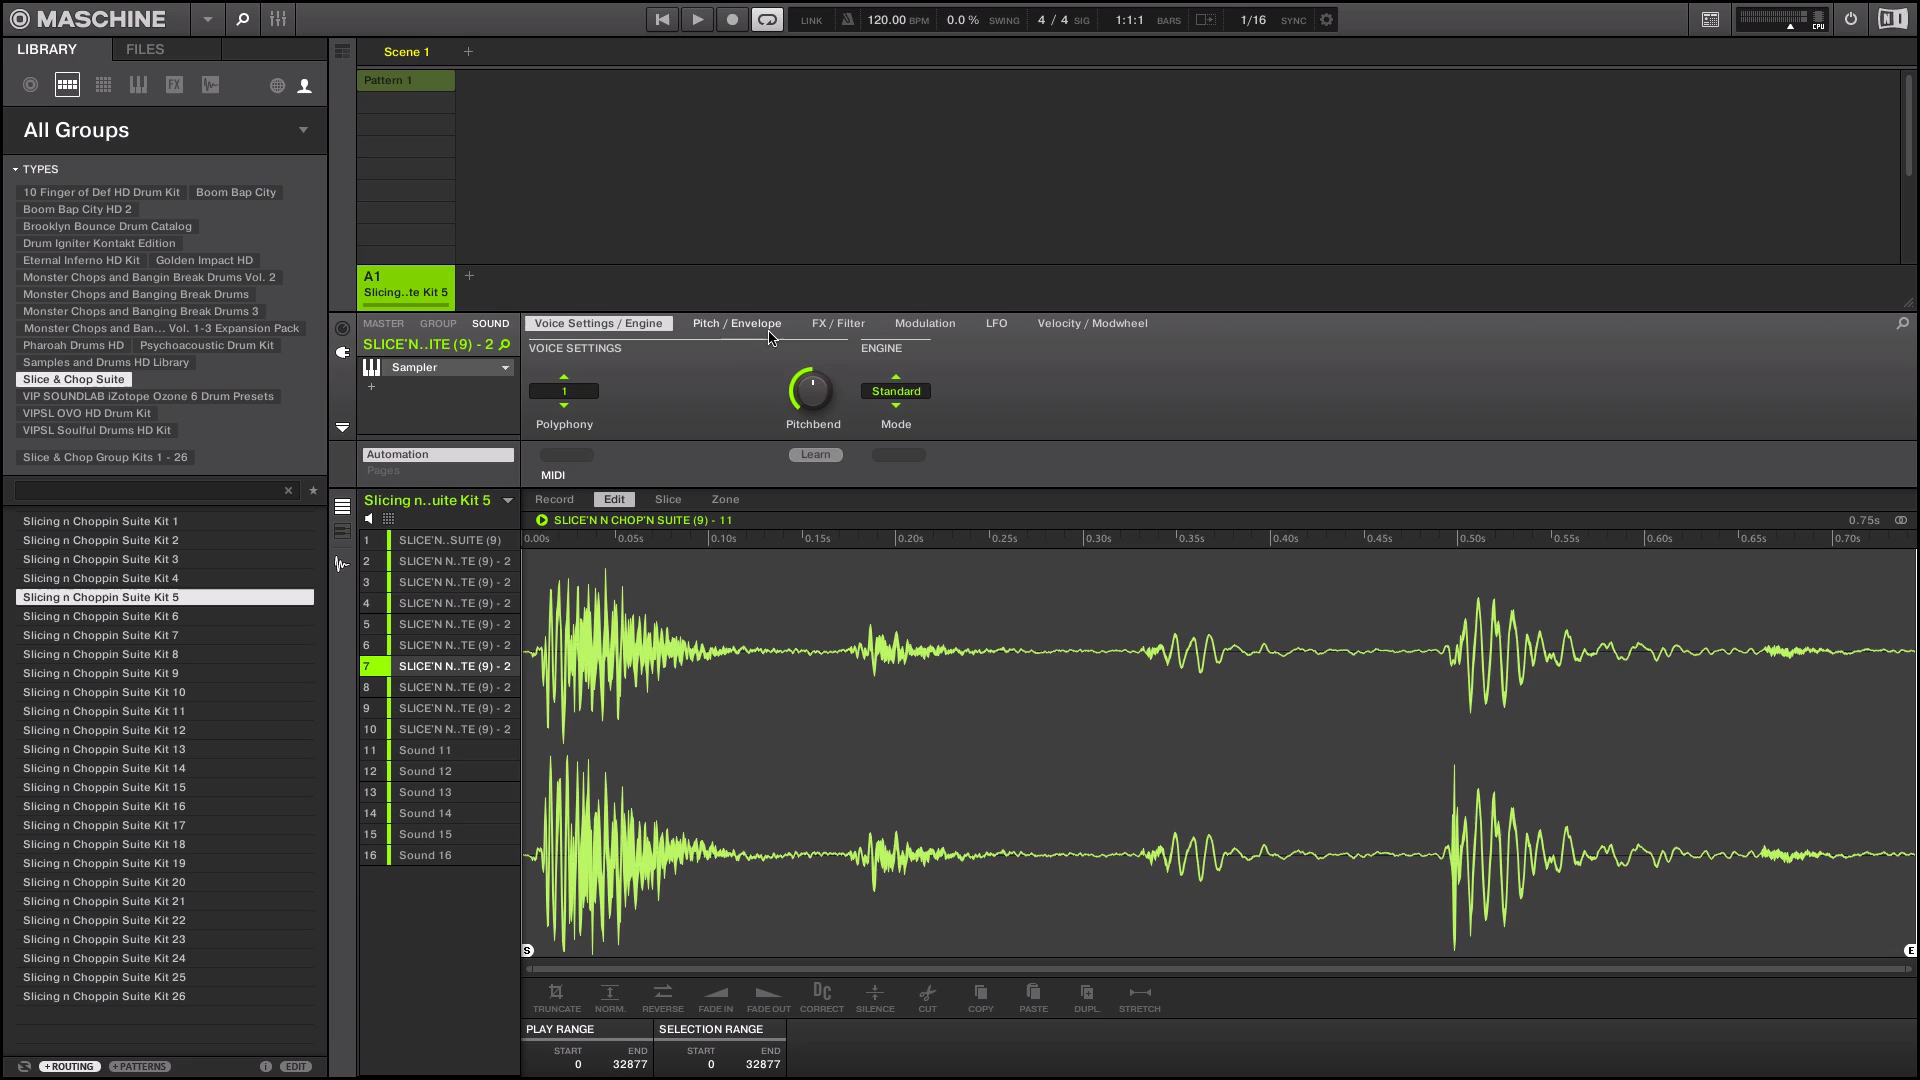 MASCHINE
LINK 120.00 BPM 0.0 % SWING 4 / 4 SIG 1:1:1 BARS 1/16 SYNC CPU
LIBRARY FILES
FX
All Groups
TYPES
10 Finger of Def HD Drum Kit Boom Bap City
Boom Bap City HD 2
Brooklyn Bounce Drum Catalog
Drum Igniter Kontakt Edition
Eternal Inferno HD Kit Golden Impact HD
Monster Chops and Bangin Break Drums Vol. 2
Monster Chops and Banging Break Drums
Monster Chops and Banging Break Drums 3
Monster Chops and Ban... Vol. 1-3 Expansion Pack
Pharoah Drums HD Psychoacoustic Drum Kit
Samples and Drums HD Library
Slice & Chop Suite
VIP SOUNDLAB iZotope Ozone 6 Drum Presets
VIPSL OVO HD Drum Kit
VIPSL Soulful Drums HD Kit
Slice & Chop Group Kits 1 - 26
Slicing n Choppin Suite Kit 1
Slicing n Choppin Suite Kit 2
Slicing n Choppin Suite Kit 3
Slicing n Choppin Suite Kit 4
Slicing n Choppin Suite Kit 5
Slicing n Choppin Suite Kit 6
Slicing n Choppin Suite Kit 7
Slicing n Choppin Suite Kit 8
Slicing n Choppin Suite Kit 9
Slicing n Choppin Suite Kit 10
Slicing n Choppin Suite Kit 11
Slicing n Choppin Suite Kit 12
Slicing n Choppin Suite Kit 13
Slicing n Choppin Suite Kit 14
Slicing n Choppin Suite Kit 15
Slicing n Choppin Suite Kit 16
Slicing n Choppin Suite Kit 17
Slicing n Choppin Suite Kit 18
Slicing n Choppin Suite Kit 19
Slicing n Choppin Suite Kit 20
Slicing n Choppin Suite Kit 21
Slicing n Choppin Suite Kit 22
Slicing n Choppin Suite Kit 23
Slicing n Choppin Suite Kit 24
Slicing n Choppin Suite Kit 25
Slicing n Choppin Suite Kit 26
+ROUTING +PATTERNS EDIT
Scene 1 +
Pattern 1
A1 +
Slicing..te Kit 5
MASTER GROUP SOUND
SLICE'N..ITE (9) - 2
Sampler
+
Automation
Pages
Voice Settings / Engine Pitch / Envelope FX / Filter Modulation LFO Velocity / Modwheel
VOICE SETTINGS ENGINE
1 Standard
Polyphony Pitchbend Mode
Learn
MIDI
Slicing n..uite Kit 5
1 SLICE'N..SUITE (9)
2 SLICE'N N..TE (9) - 2
3 SLICE'N N..TE (9) - 2
4 SLICE'N N..TE (9) - 2
5 SLICE'N N..TE (9) - 2
6 SLICE'N N..TE (9) - 2
7 SLICE'N N..TE (9) - 2
8 SLICE'N N..TE (9) - 2
9 SLICE'N N..TE (9) - 2
10 SLICE'N N..TE (9) - 2
11 Sound 11
12 Sound 12
13 Sound 13
14 Sound 14
15 Sound 15
16 Sound 16
Record Edit Slice Zone
SLICE'N N CHOP'N SUITE (9) - 11 0.75s
0.00s 0.05s 0.10s 0.15s 0.20s 0.25s 0.30s 0.35s 0.40s 0.45s 0.50s 0.55s 0.60s 0.65s 0.70s
S E
DC
TRUNCATE NORM. REVERSE FADE IN FADE OUT CORRECT SILENCE CUT COPY PASTE DUPL. STRETCH
PLAY RANGE SELECTION RANGE
START END START END
0 32877 0 32877